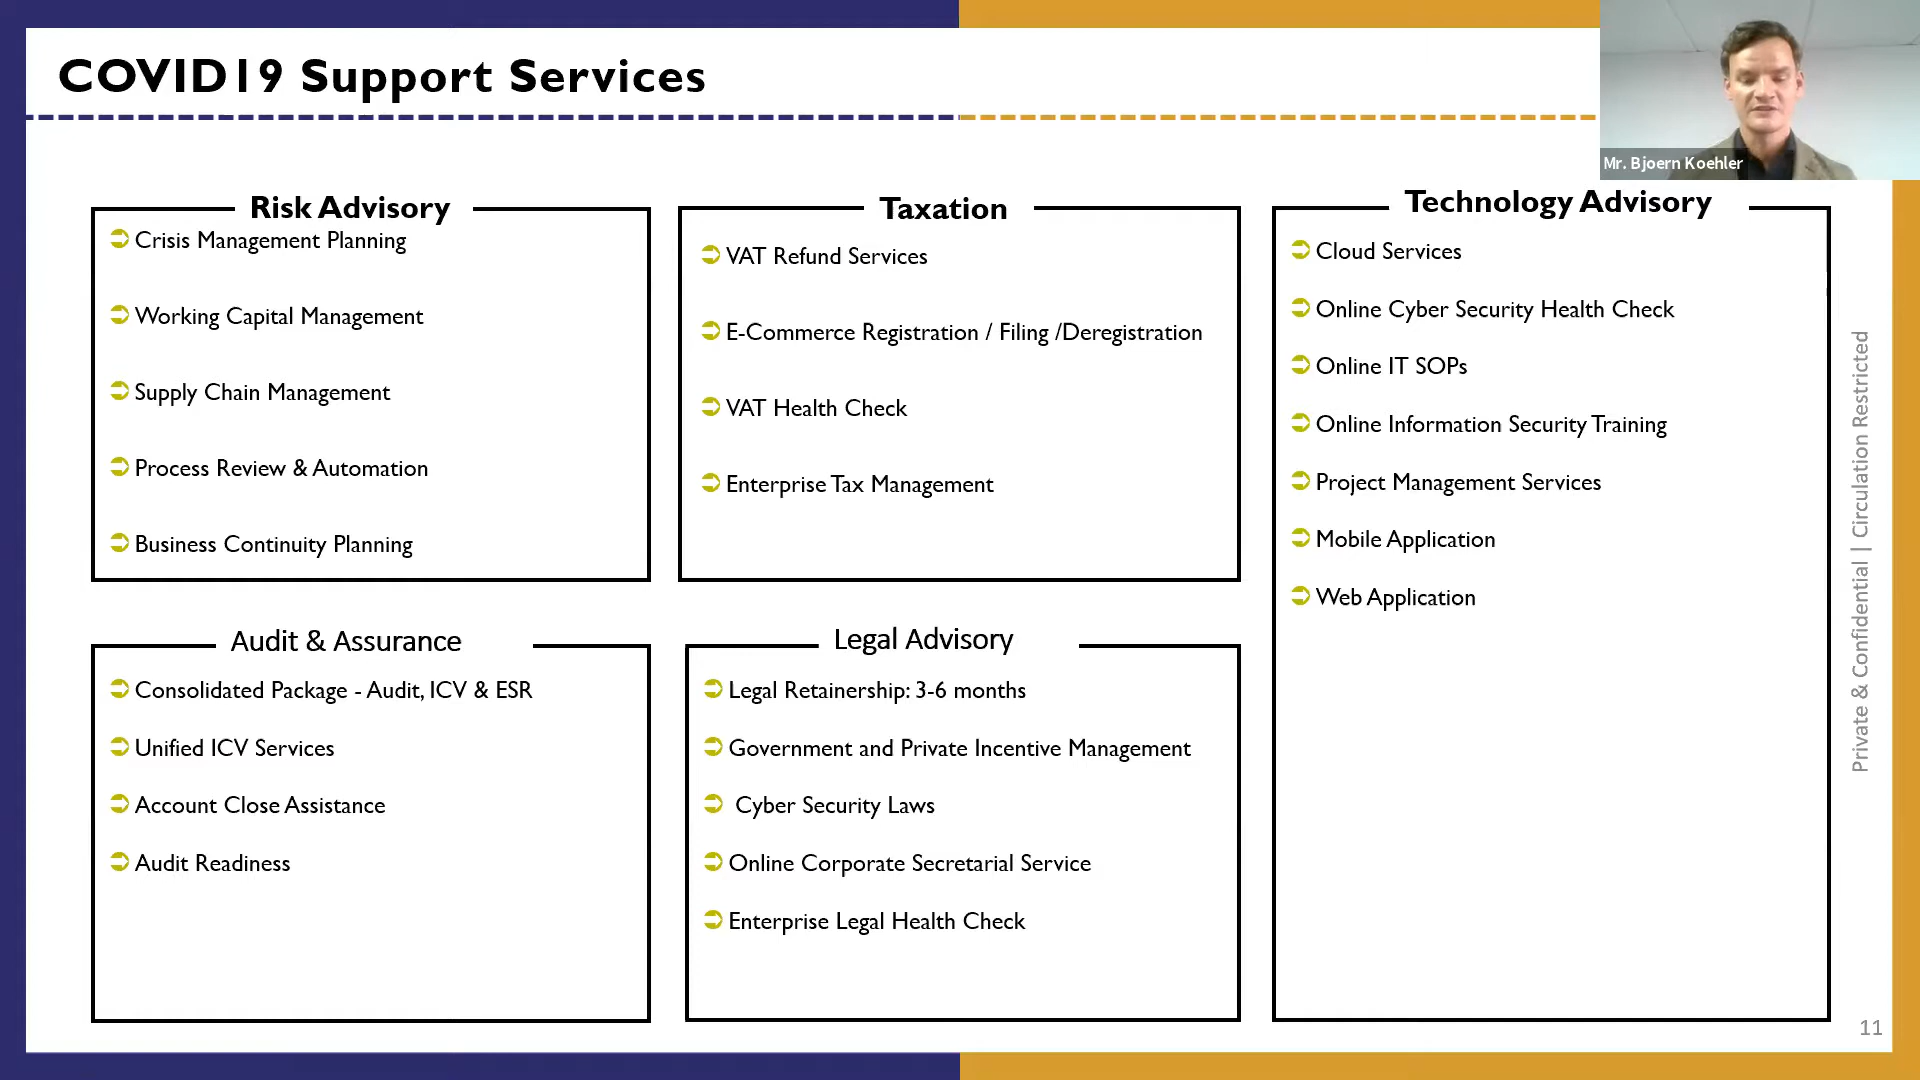 COVID19 Support Services
Mr. Bjoern Koehler
Risk Advisory
Crisis Management Planning
Working Capital Management
Supply Chain Management
Process Review & Automation
Business Continuity Planning
Taxation
VAT Refund Services
E-Commerce Registration / Filing /Deregistration
VAT Health Check
Enterprise Tax Management
Technology Advisory
Cloud Services
Online Cyber Security Health Check
Online IT SOPs
Online Information Security Training
Project Management Services
Mobile Application
Web Application
Audit & Assurance
Consolidated Package - Audit, ICV & ESR
Unified ICV Services
Account Close Assistance
Audit Readiness
Legal Advisory
Legal Retainership: 3-6 months
Government and Private Incentive Management
Cyber Security Laws
Online Corporate Secretarial Service
Enterprise Legal Health Check
Private & Confidential | Circulation Restricted
11